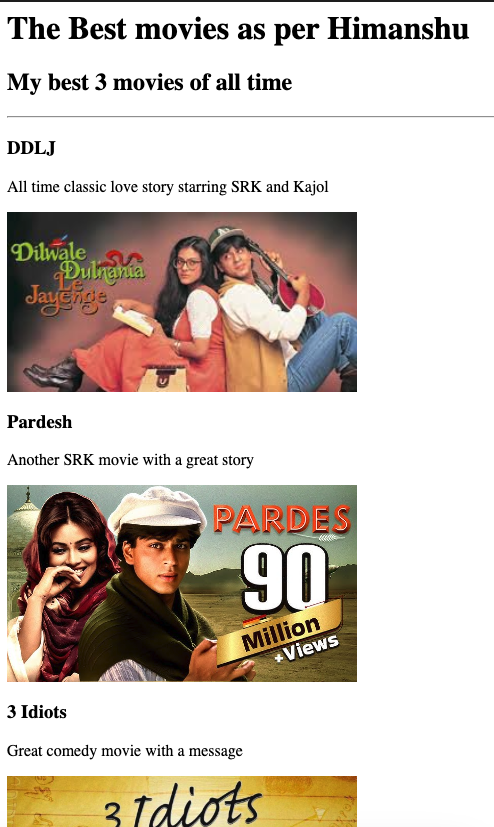 The Best movies as per Himanshu
My best 3 movies of all time
DDLJ
All time classic love story starring SRK and Kajol
Dilwale
Dulhania
Le
Jayenge
Pardesh
Another SRK movie with a great story
PARDES
90
Million
+Views
3 Idiots
Great comedy movie with a message
3 Idiots